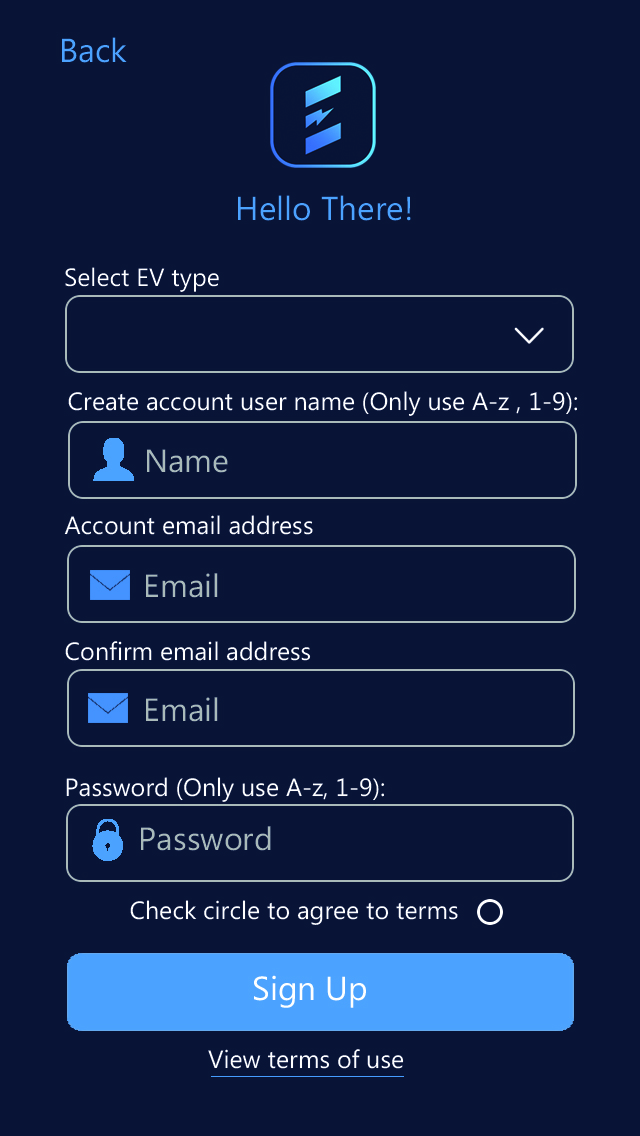 Back
Hello There!
Select EV type
Create account user name (Only use A-z , 1-9):
Name
Account email address
Email
Confirm email address
Email
Password (Only use A-z, 1-9):
Password
Check circle to agree to terms
Sign Up
View terms of use